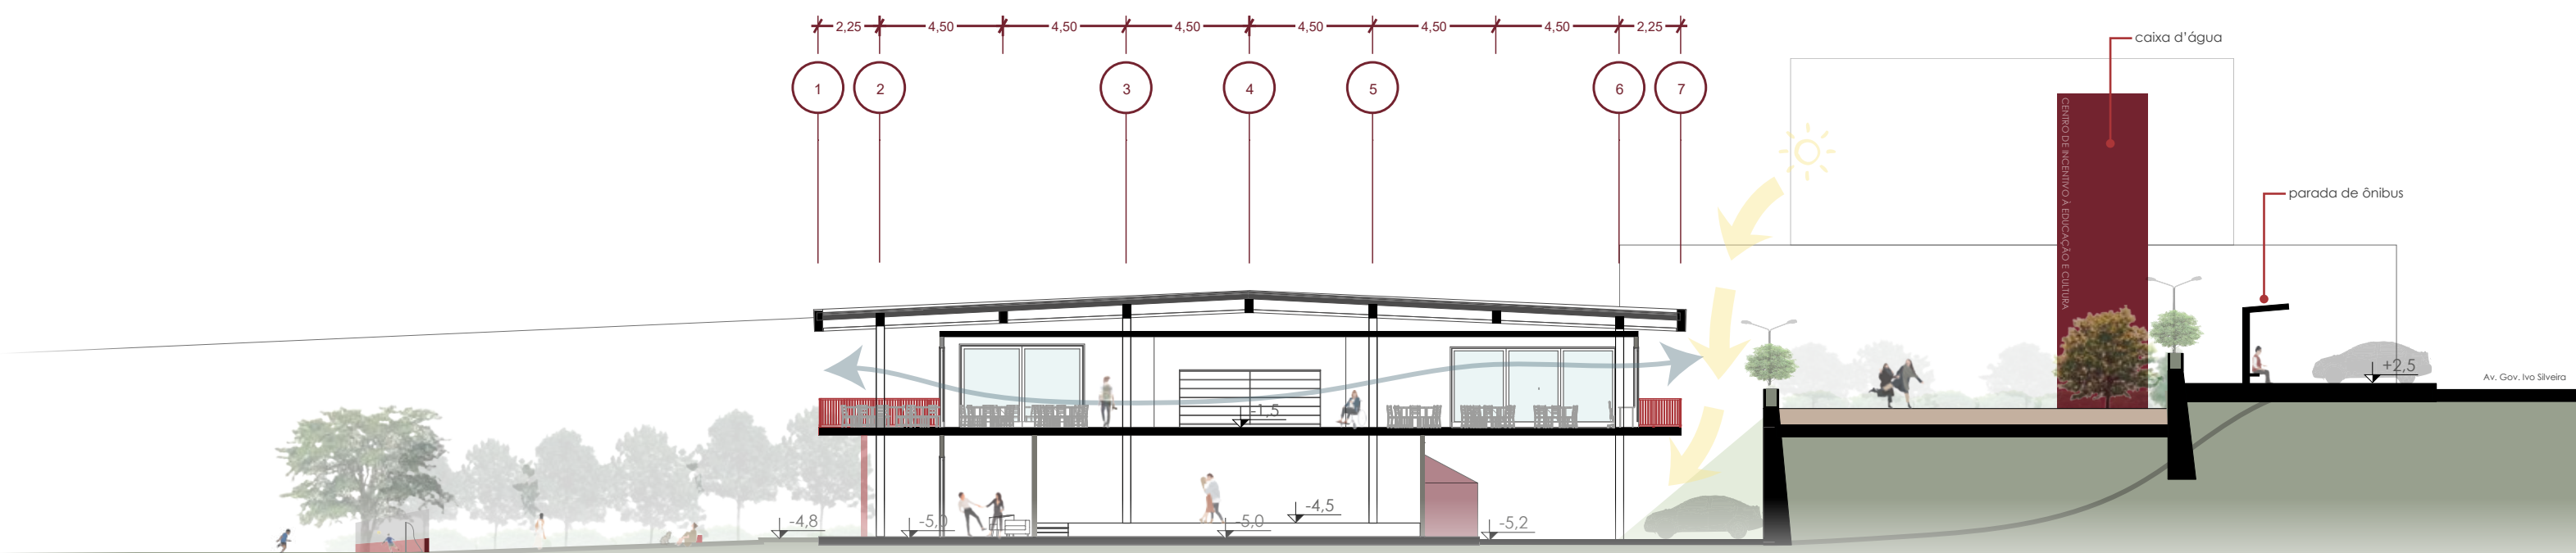 2,25 4,50 4,50 4,50 4,50 4,50 4,50 2,25
1 2 3 4 5 6 7
caixa d'água
CENTRO DE INCENTIVO À EDUCAÇÃO E CULTURA
parada de ônibus
+2,5
Av. Gov. Ivo Silveira
-1,5
-4,8
-5,0
-5,0
-4,5
-5,2